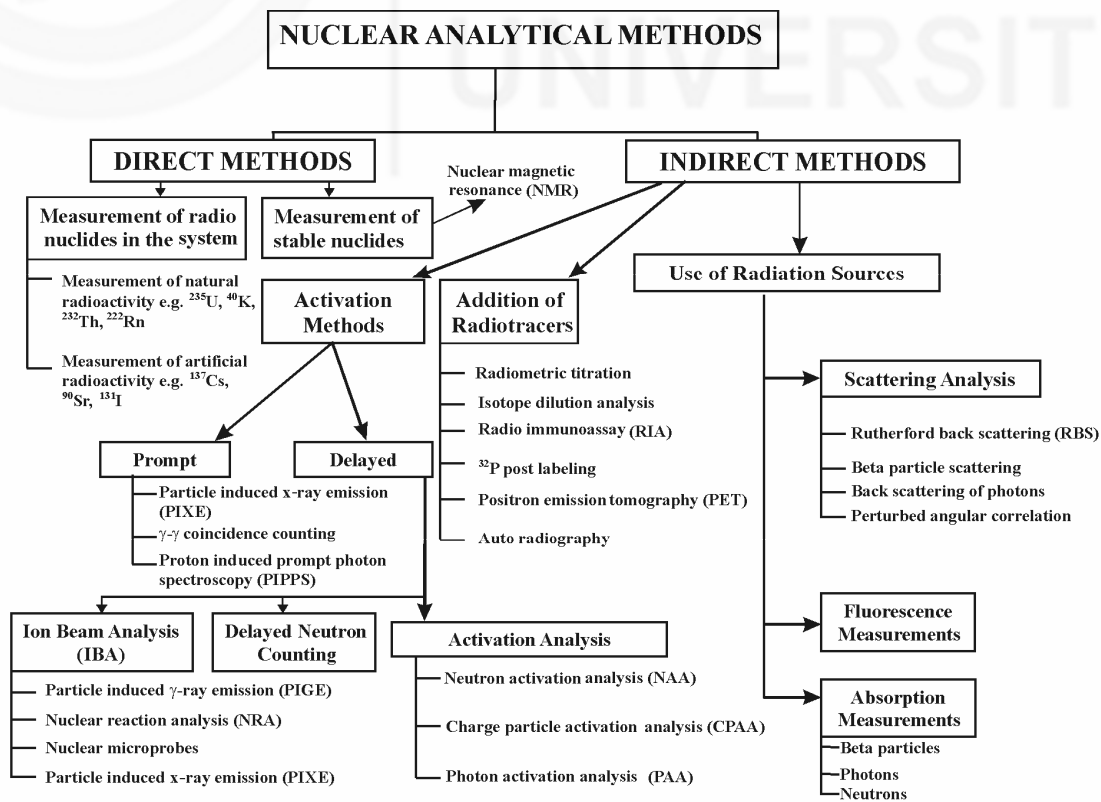 UNIVERSIT
NUCLEAR ANALYTICAL METHODS
DIRECT METHODS
INDIRECT METHODS
Nuclear magnetic
resonance (NMR)
Measurement of radio
nuclides in the system
Measurement of
stable nuclides
Use of Radiation Sources
Measurement of natural
radioactivity e.g. ²³⁵U, ⁴⁰K,
²³²Th, ²²²Rn
Measurement of artificial
radioactivity e.g. ¹³⁷Cs,
⁹⁰Sr, ¹³¹I
Activation
Methods
Addition of
Radiotracers
Radiometric titration
Isotope dilution analysis
Radio immunoassay (RIA)
³²P post labeling
Positron emission tomography (PET)
Auto radiography
Scattering Analysis
Rutherford back scattering (RBS)
Beta particle scattering
Back scattering of photons
Perturbed angular correlation
Prompt
Delayed
Particle induced x-ray emission
(PIXE)
γ-γ coincidence counting
Proton induced prompt photon
spectroscopy (PIPPS)
Ion Beam Analysis
(IBA)
Delayed Neutron
Counting
Activation Analysis
Fluorescence
Measurements
Particle induced γ-ray emission (PIGE)
Nuclear reaction analysis (NRA)
Nuclear microprobes
Particle induced x-ray emission (PIXE)
Neutron activation analysis (NAA)
Charge particle activation analysis (CPAA)
Photon activation analysis (PAA)
Absorption
Measurements
Beta particles
Photons
Neutrons